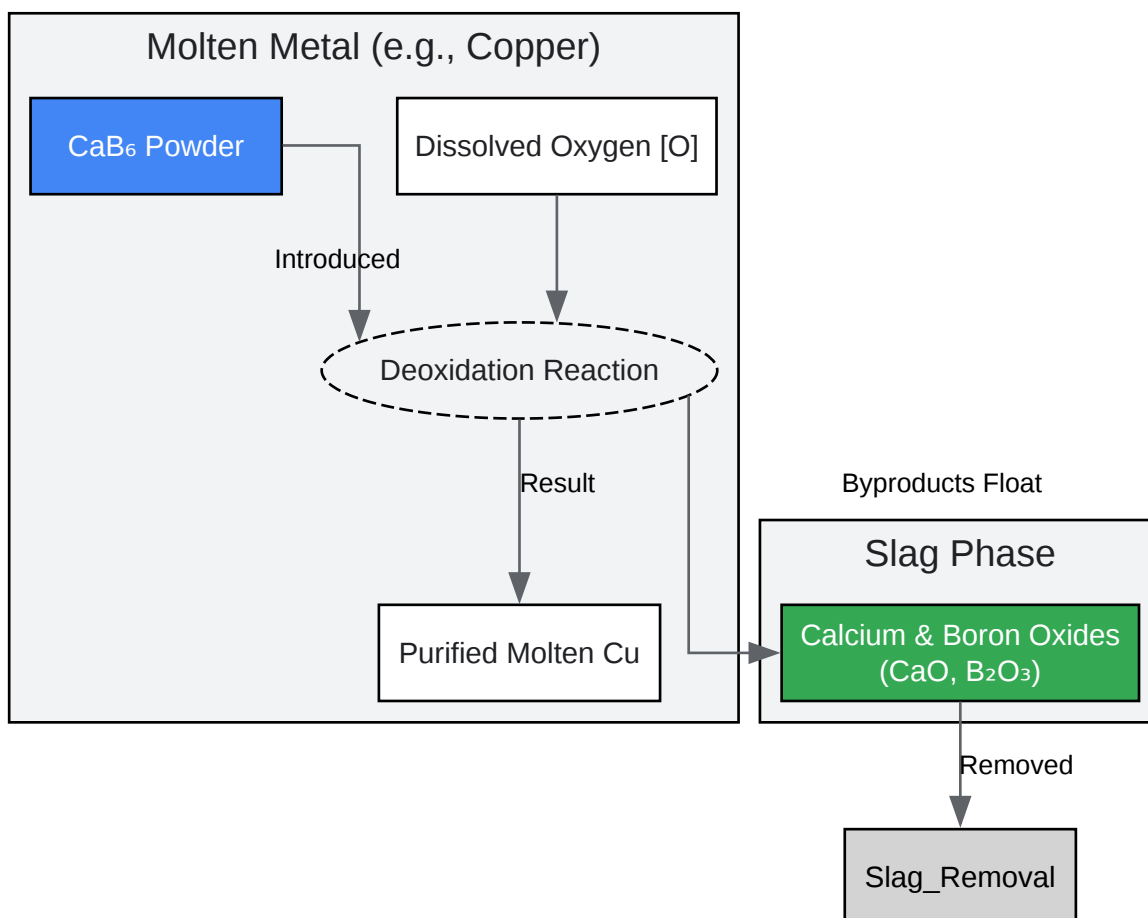 Molten Metal (e.g., Copper)
CaB₆ Powder
Dissolved Oxygen [O]
Introduced
Deoxidation Reaction
Result
Byproducts Float
Slag Phase
Purified Molten Cu
Calcium & Boron Oxides
(CaO, B₂O₃)
Removed
Slag_Removal